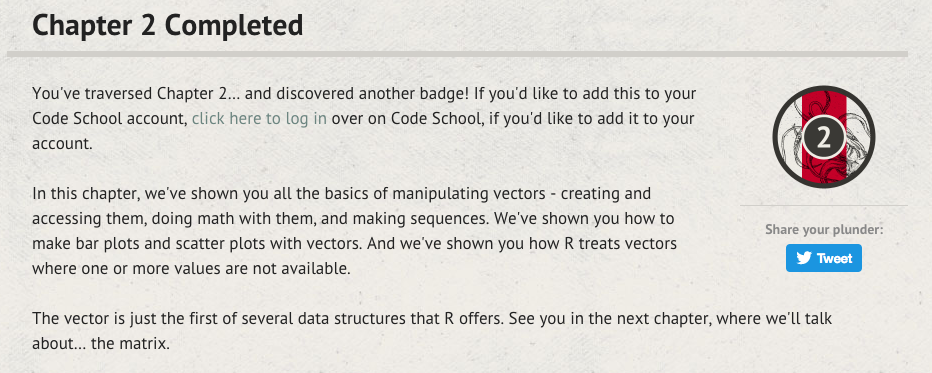 Chapter 2 Completed
You've traversed Chapter 2... and discovered another badge! If you'd like to add this to your
Code School account, click here to log in over on Code School, if you'd like to add it to your
account.
2
In this chapter, we've shown you all the basics of manipulating vectors - creating and
accessing them, doing math with them, and making sequences. We've shown you how to
make bar plots and scatter plots with vectors. And we've shown you how R treats vectors
where one or more values are not available.
Share your plunder:
Tweet
The vector is just the first of several data structures that R offers. See you in the next chapter, where we'll talk
about... the matrix.